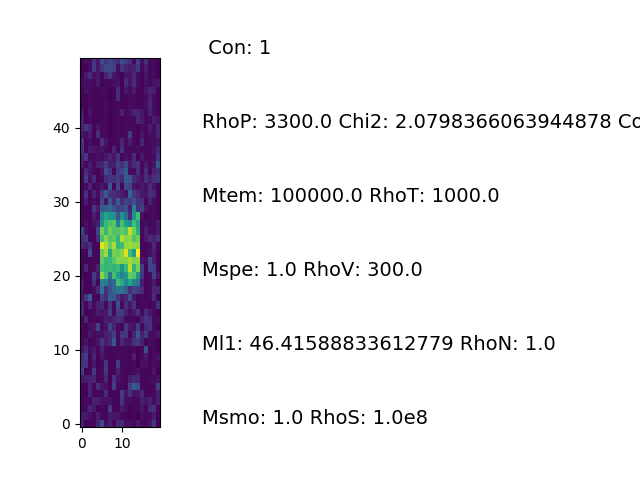 Con: 1
RhoP: 3300.0 Chi2: 2.0798366063944878 Co
Mtem: 100000.0 RhoT: 1000.0
Mspe: 1.0 RhoV: 300.0
Ml1: 46.41588833612779 RhoN: 1.0
Msmo: 1.0 RhoS: 1.0e8
40
30
20
10
0
0 10